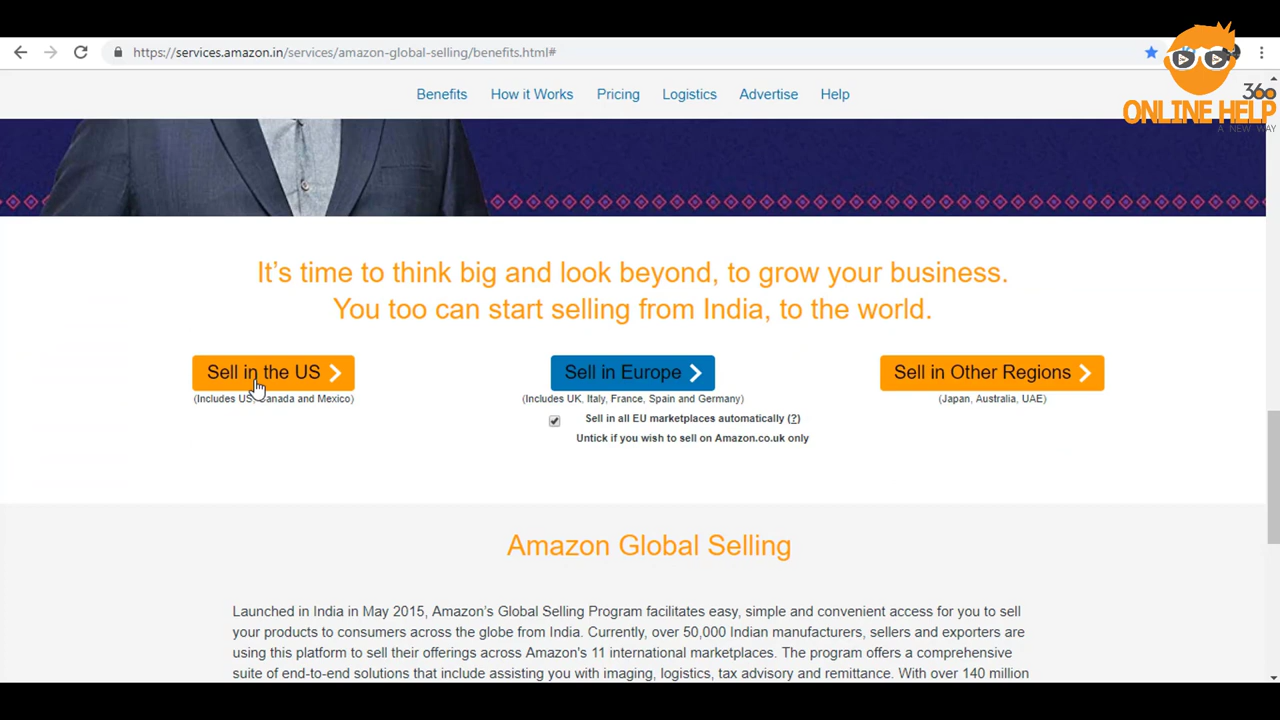 https://services.amazon.in/services/amazon-global-selling/benefits.html#
360
ONLINE HELP
A NEW WAY
Benefits How it Works Pricing Logistics Advertise Help
It's time to think big and look beyond, to grow your business.
You too can start selling from India, to the world.
Sell in the US
(Includes US, Canada and Mexico)
Sell in Europe
(Includes UK, Italy, France, Spain and Germany)
Sell in all EU marketplaces automatically (?)
Untick if you wish to sell on Amazon.co.uk only
Sell in Other Regions
(Japan, Australia, UAE)
Amazon Global Selling
Launched in India in May 2015, Amazon's Global Selling Program facilitates easy, simple and convenient access for you to sell
your products to consumers across the globe from India. Currently, over 50,000 Indian manufacturers, sellers and exporters are
using this platform to sell their offerings across Amazon's 11 international marketplaces. The program offers a comprehensive
suite of end-to-end solutions that include assisting you with imaging, logistics, tax advisory and remittance. With over 140 million